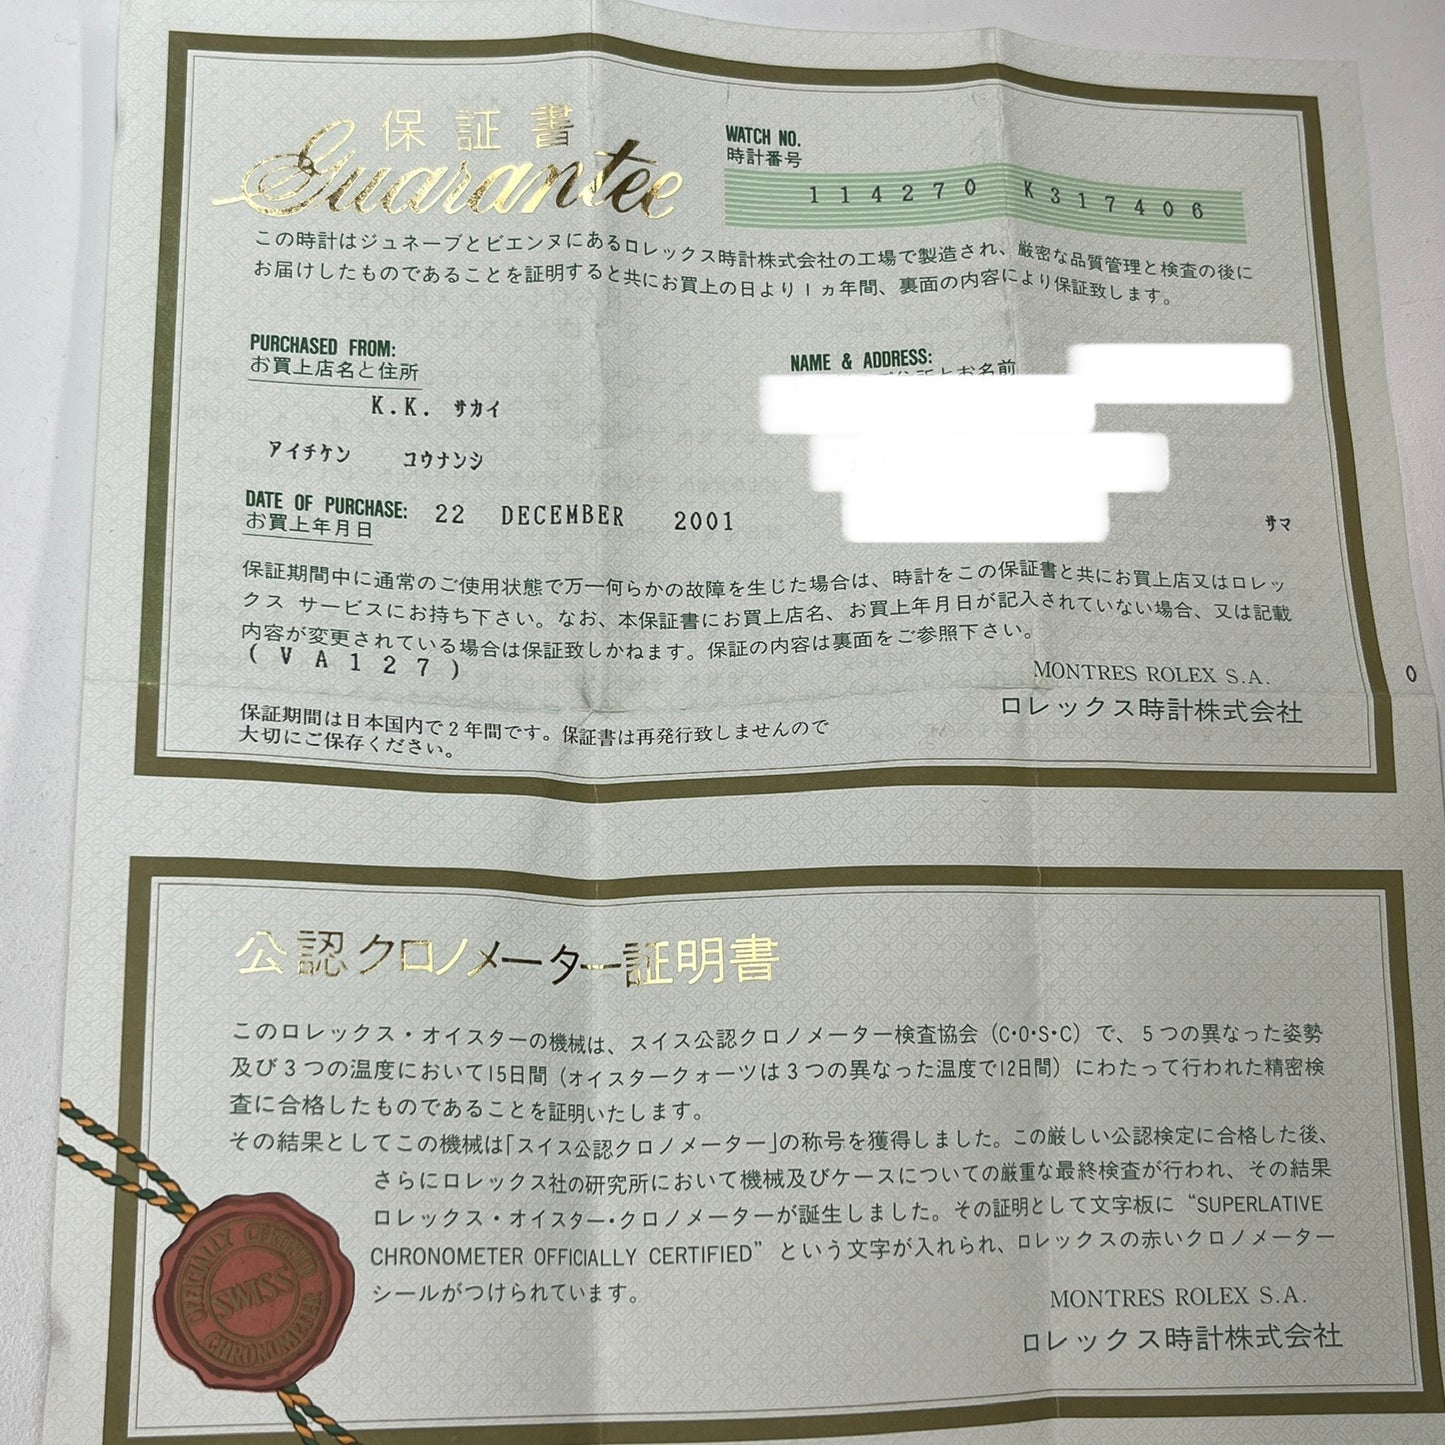 保証書
Guarantee
WATCH NO.
時計番号
114270 K317406
この時計はジュネーブとビエンヌにあるロレックス時計株式会社の工場で製造され、厳密な品質管理と検査の後に
お届けしたものであることを証明すると共にお買上の日より1ヵ年間、裏面の内容により保証致します。
PURCHASED FROM:
お買上店名と住所
K.K. サカイ
アイチケン コウナンシ
NAME & ADDRESS:
住所とお名前
サマ
DATE OF PURCHASE: 22 DECEMBER 2001
お買上年月日
保証期間中に通常のご使用状態で万一何らかの故障を生じた場合は、時計をこの保証書と共にお買上店又はロレッ
クス サービスにお持ち下さい。なお、本保証書にお買上店名、お買上年月日が記入されていない場合、又は記載
内容が変更されている場合は保証致しかねます。保証の内容は裏面をご参照下さい。
(VA127)
MONTRES ROLEX S.A.
ロレックス時計株式会社
0
保証期間は日本国内で2年間です。保証書は再発行致しませんので
大切にご保存ください。
公認クロノメーター証明書
このロレックス・オイスターの機械は、スイス公認クロノメーター検査協会（C・O・S・C）で、5つの異なった姿勢
及び3つの温度において15日間（オイスタークォーツは3つの異なった温度で12日間）にわたって行われた精密検
査に合格したものであることを証明いたします。
その結果としてこの機械は「スイス公認クロノメーター」の称号を獲得しました。この厳しい公認検定に合格した後、
さらにロレックス社の研究所において機械及びケースについての厳重な最終検査が行われ、その結果
ロレックス・オイスター・クロノメーターが誕生しました。その証明として文字板に “SUPERLATIVE
CHRONOMETER OFFICIALLY CERTIFIED” という文字が入れられ、ロレックスの赤いクロノメーター
シールがつけられています。
MONTRES ROLEX S.A.
ロレックス時計株式会社
OFFICIALLY CERTIFIED
SWISS
CHRONOMETER